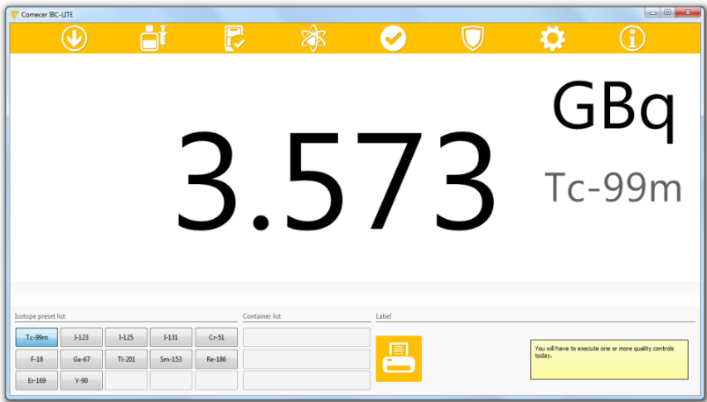 Comecer IBC-LITE
GBq
3.573
Tc-99m
Isotope preset list
Container list
Label
Tc-99m I-123 I-125 I-131 Cr-51
F-18 Ga-67 Tl-201 Sm-153 Re-186
Er-169 Y-90
You will have to execute one or more quality controls
today.